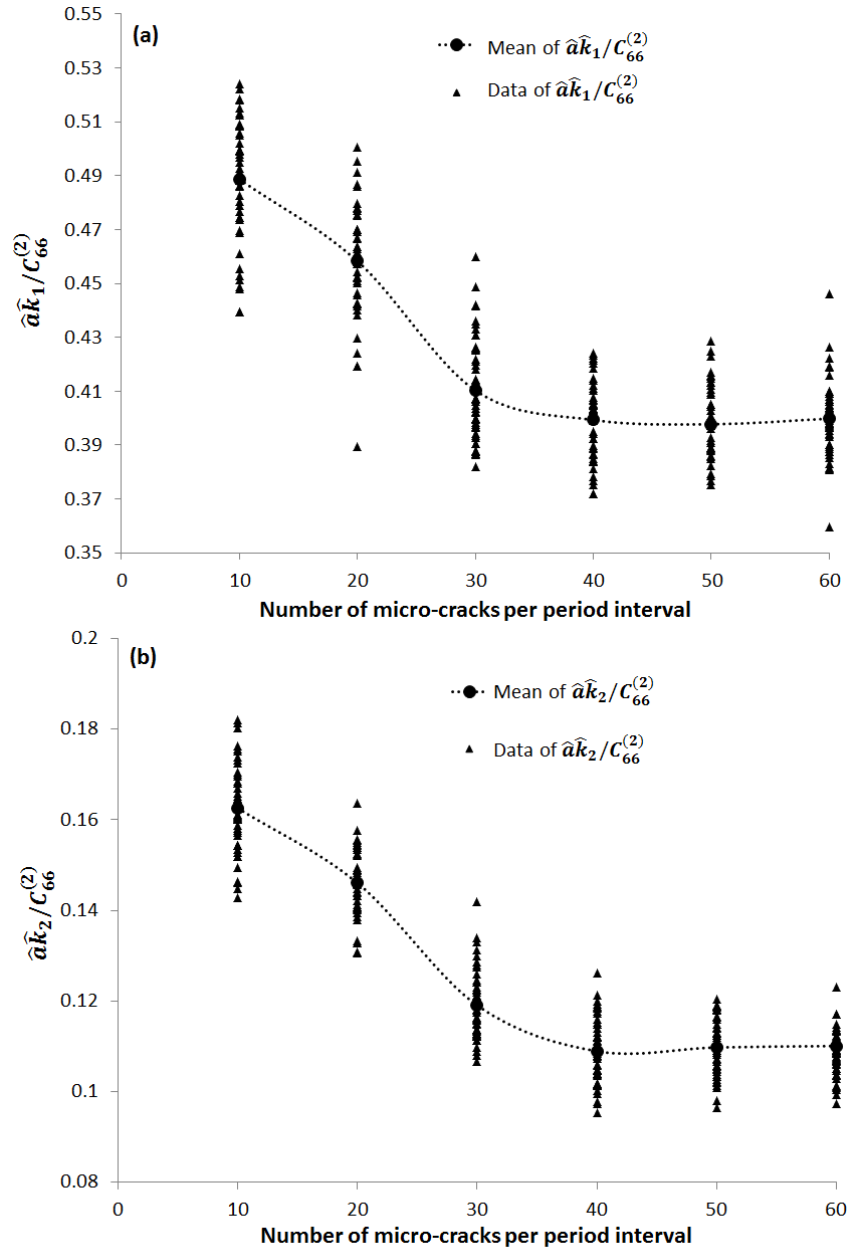 (a)
Mean of âk̂₁/C₆₆⁽²⁾
Data of âk̂₁/C₆₆⁽²⁾
âk̂₁/C₆₆⁽²⁾
0.55
0.53
0.51
0.49
0.47
0.45
0.43
0.41
0.39
0.37
0.35
0 10 20 30 40 50 60
Number of micro-cracks per period interval
(b)
Mean of âk̂₂/C₆₆⁽²⁾
Data of âk̂₂/C₆₆⁽²⁾
âk̂₂/C₆₆⁽²⁾
0.2
0.18
0.16
0.14
0.12
0.1
0.08
0 10 20 30 40 50 60
Number of micro-cracks per period interval